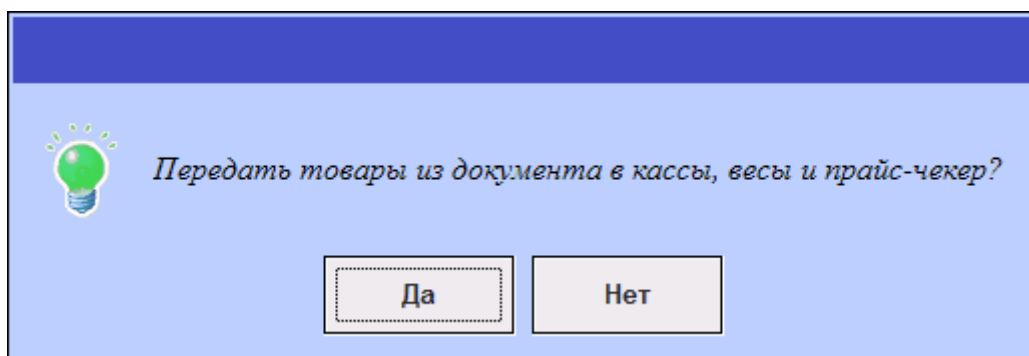 Передать товары из документа в кассы, весы и прайс-чекер?
Да
Нет